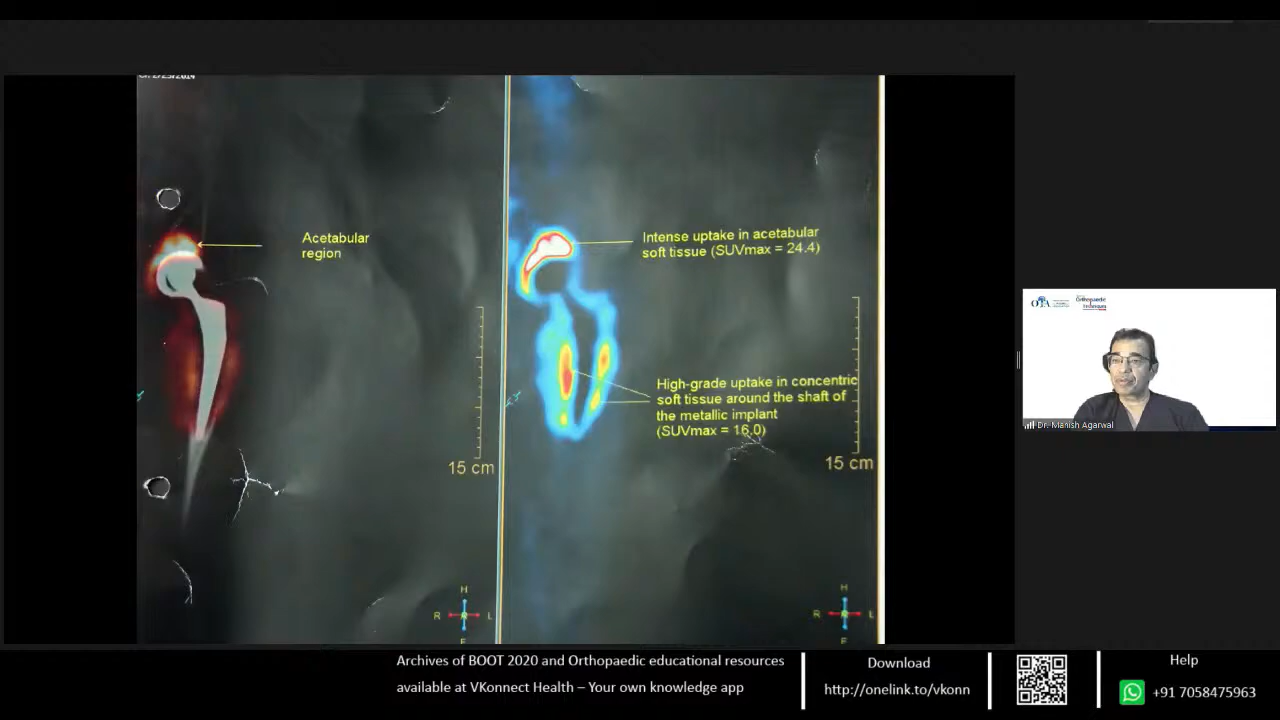 Acetabular
region
15 cm
H
R L
Intense uptake in acetabular
soft tissue (SUVmax = 24.4)
High-grade uptake in concentric
soft tissue around the shaft of
the metallic implant
(SUVmax = 16.0)
15 cm
H
R L
Dr. Manish Agarwal
Archives of BOOT 2020 and Orthopaedic educational resources
available at VKonnect Health – Your own knowledge app
Download
http://onelink.to/vkonn
Help
+91 7058475963